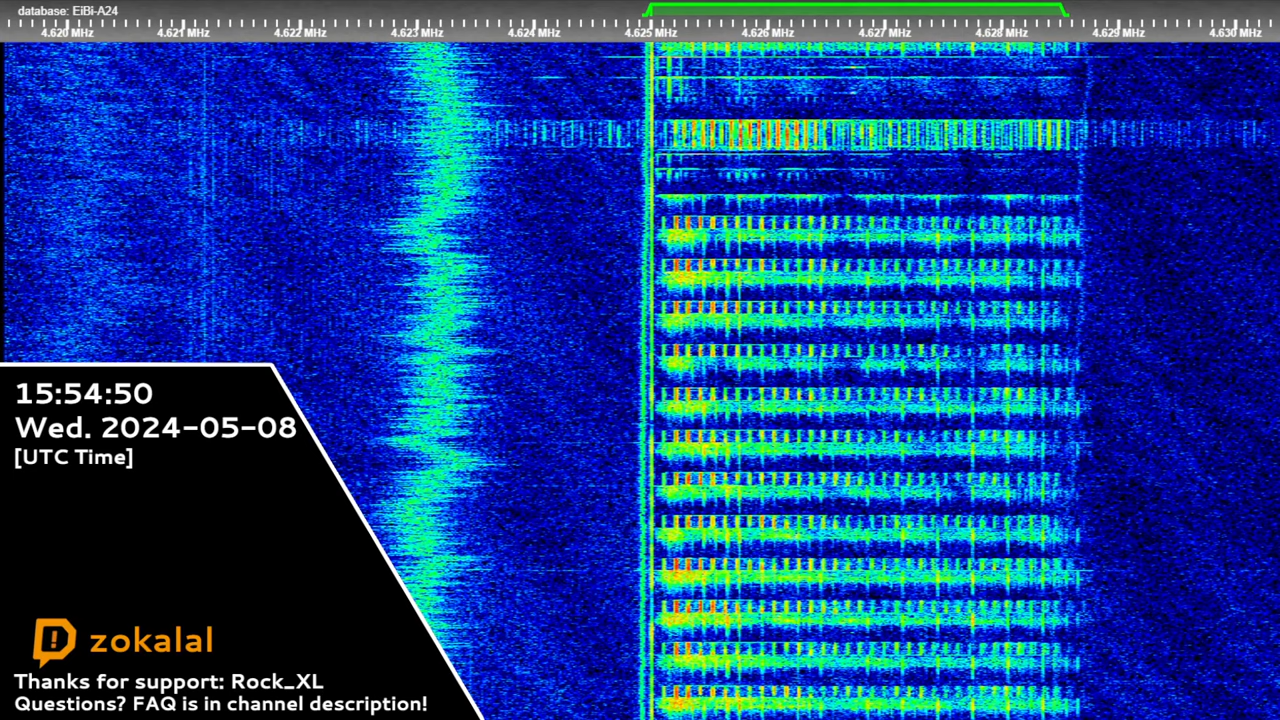 database: EiBi-A24
4.620 MHz 4.621 MHz 4.622 MHz 4.623 MHz 4.624 MHz 4.625 MHz 4.626 MHz 4.627 MHz 4.628 MHz 4.629 MHz 4.630 MHz
15:54:50
Wed. 2024-05-08
[UTC Time]
zokalal
Thanks for support: Rock_XL
Questions? FAQ is in channel description!